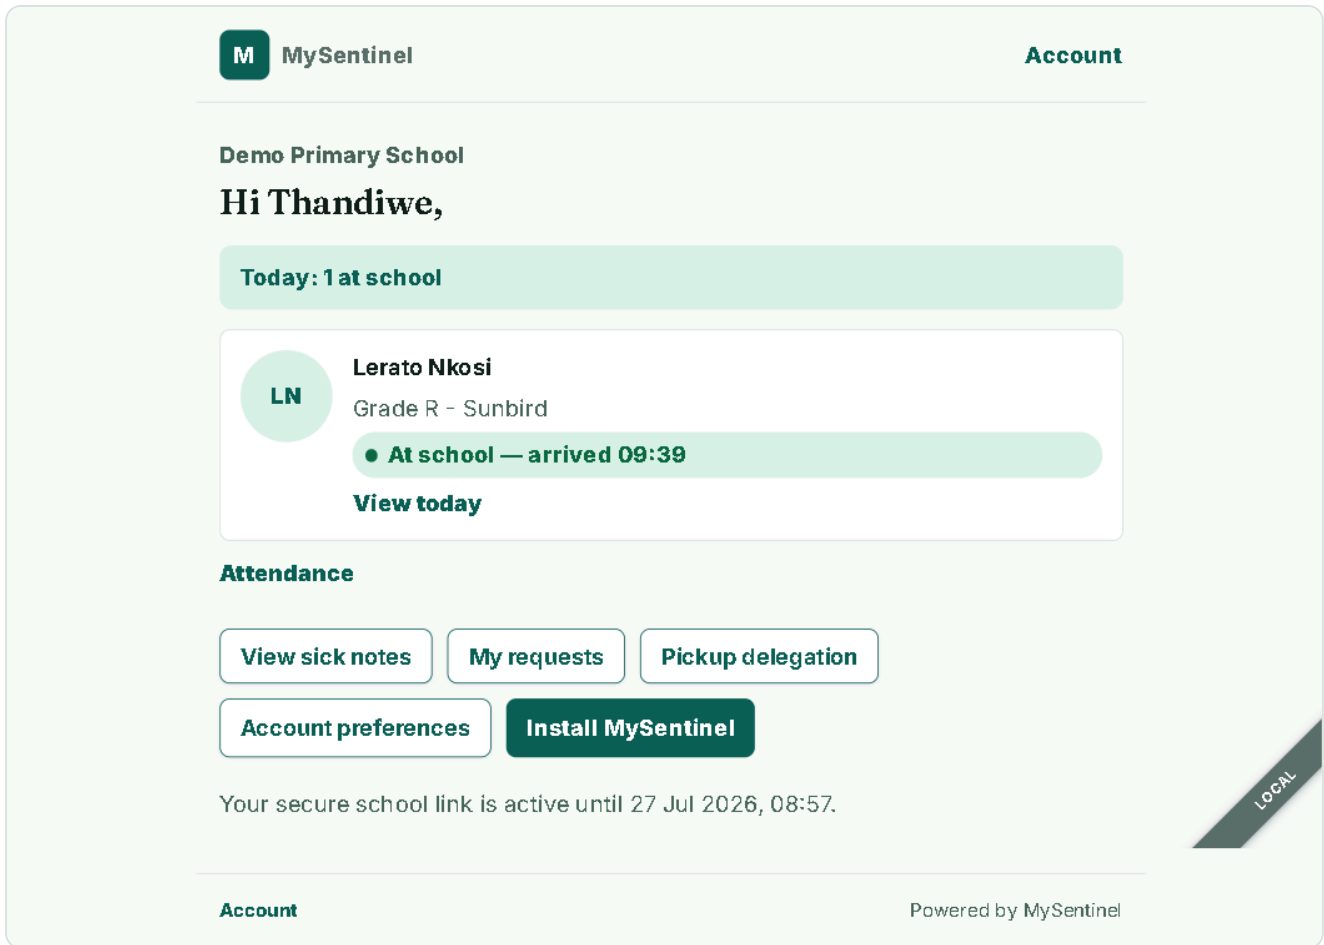 M MySentinel Account
Demo Primary School
Hi Thandiwe,
Today: 1 at school
LN
Lerato Nkosi
Grade R - Sunbird
At school — arrived 09:39
View today
Attendance
View sick notes My requests Pickup delegation
Account preferences Install MySentinel
Your secure school link is active until 27 Jul 2026, 08:57.
LOCAL
Account Powered by MySentinel